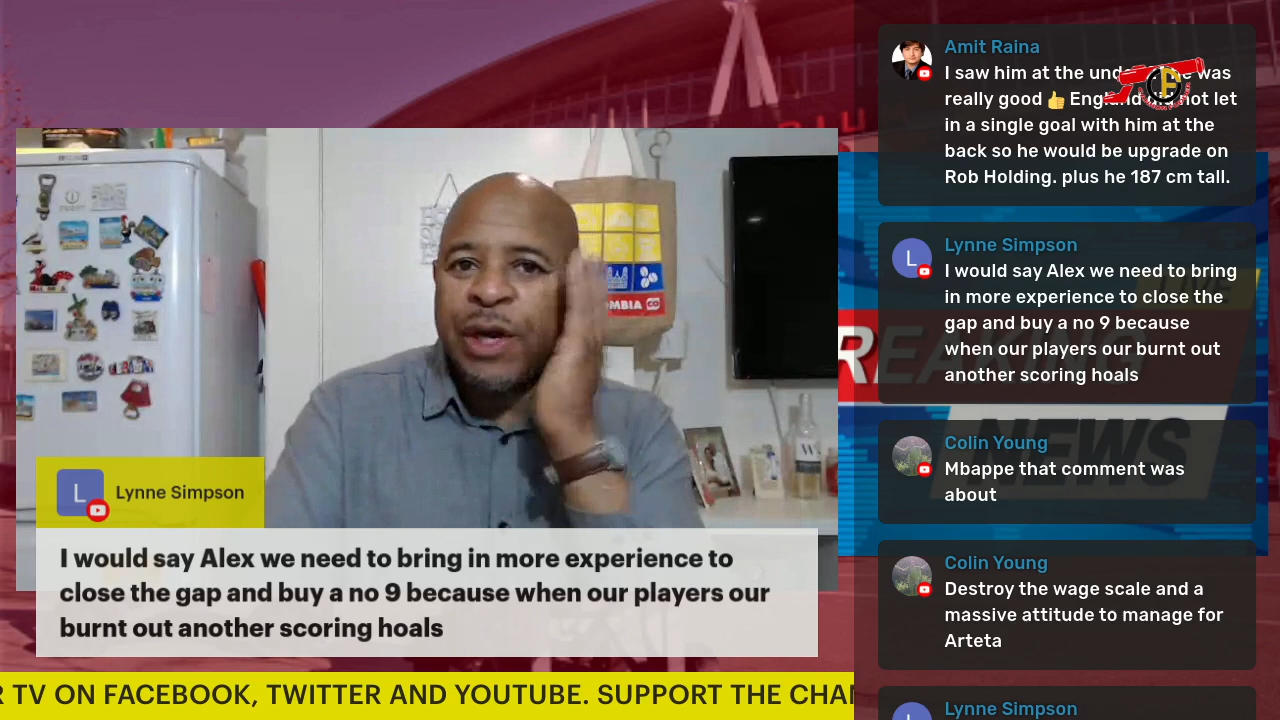 Amit Raina
I saw him at the und was
really good 👍 England not let
in a single goal with him at the
back so he would be upgrade on
Rob Holding. plus he 187 cm tall.
Lynne Simpson
I would say Alex we need to bring
in more experience to close the
gap and buy a no 9 because
when our players our burnt out
another scoring hoals
L
Colin Young
Mbappe that comment was
about
Colin Young
Destroy the wage scale and a
massive attitude to manage for
Arteta
Lynne Simpson
L
NEWS
OMBIA CO
L
Lynne Simpson
I would say Alex we need to bring in more experience to
close the gap and buy a no 9 because when our players our
burnt out another scoring hoals
R TV ON FACEBOOK, TWITTER AND YOUTUBE. SUPPORT THE CHAN